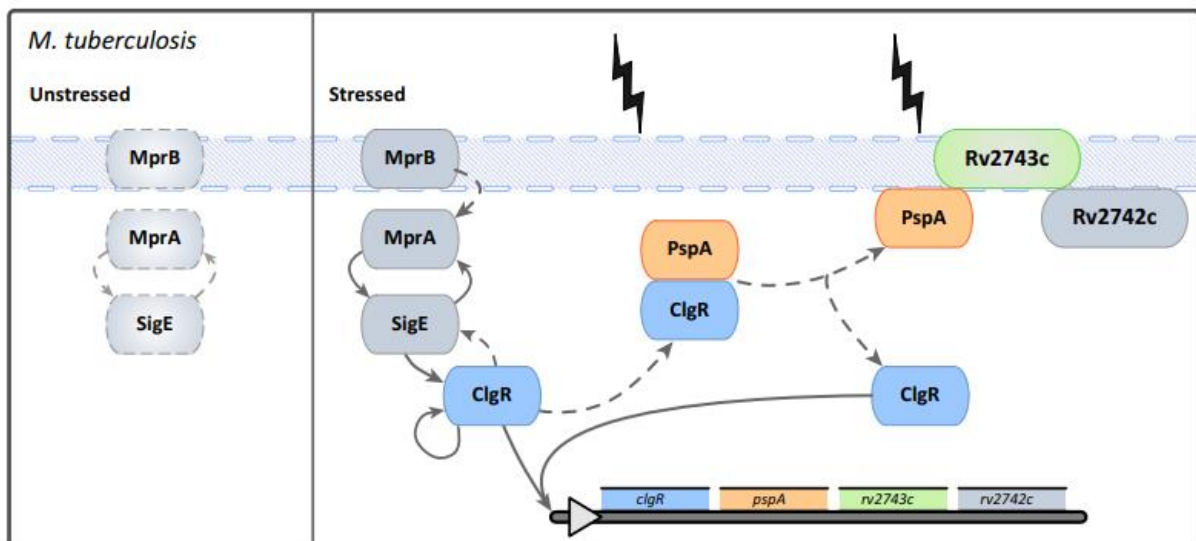 M. tuberculosis
Unstressed
Stressed
MprB
MprA
SigE
MprB
MprA
SigE
ClgR
PspA
ClgR
Rv2743c
PspA
Rv2742c
ClgR
clgR pspA rv2743c rv2742c